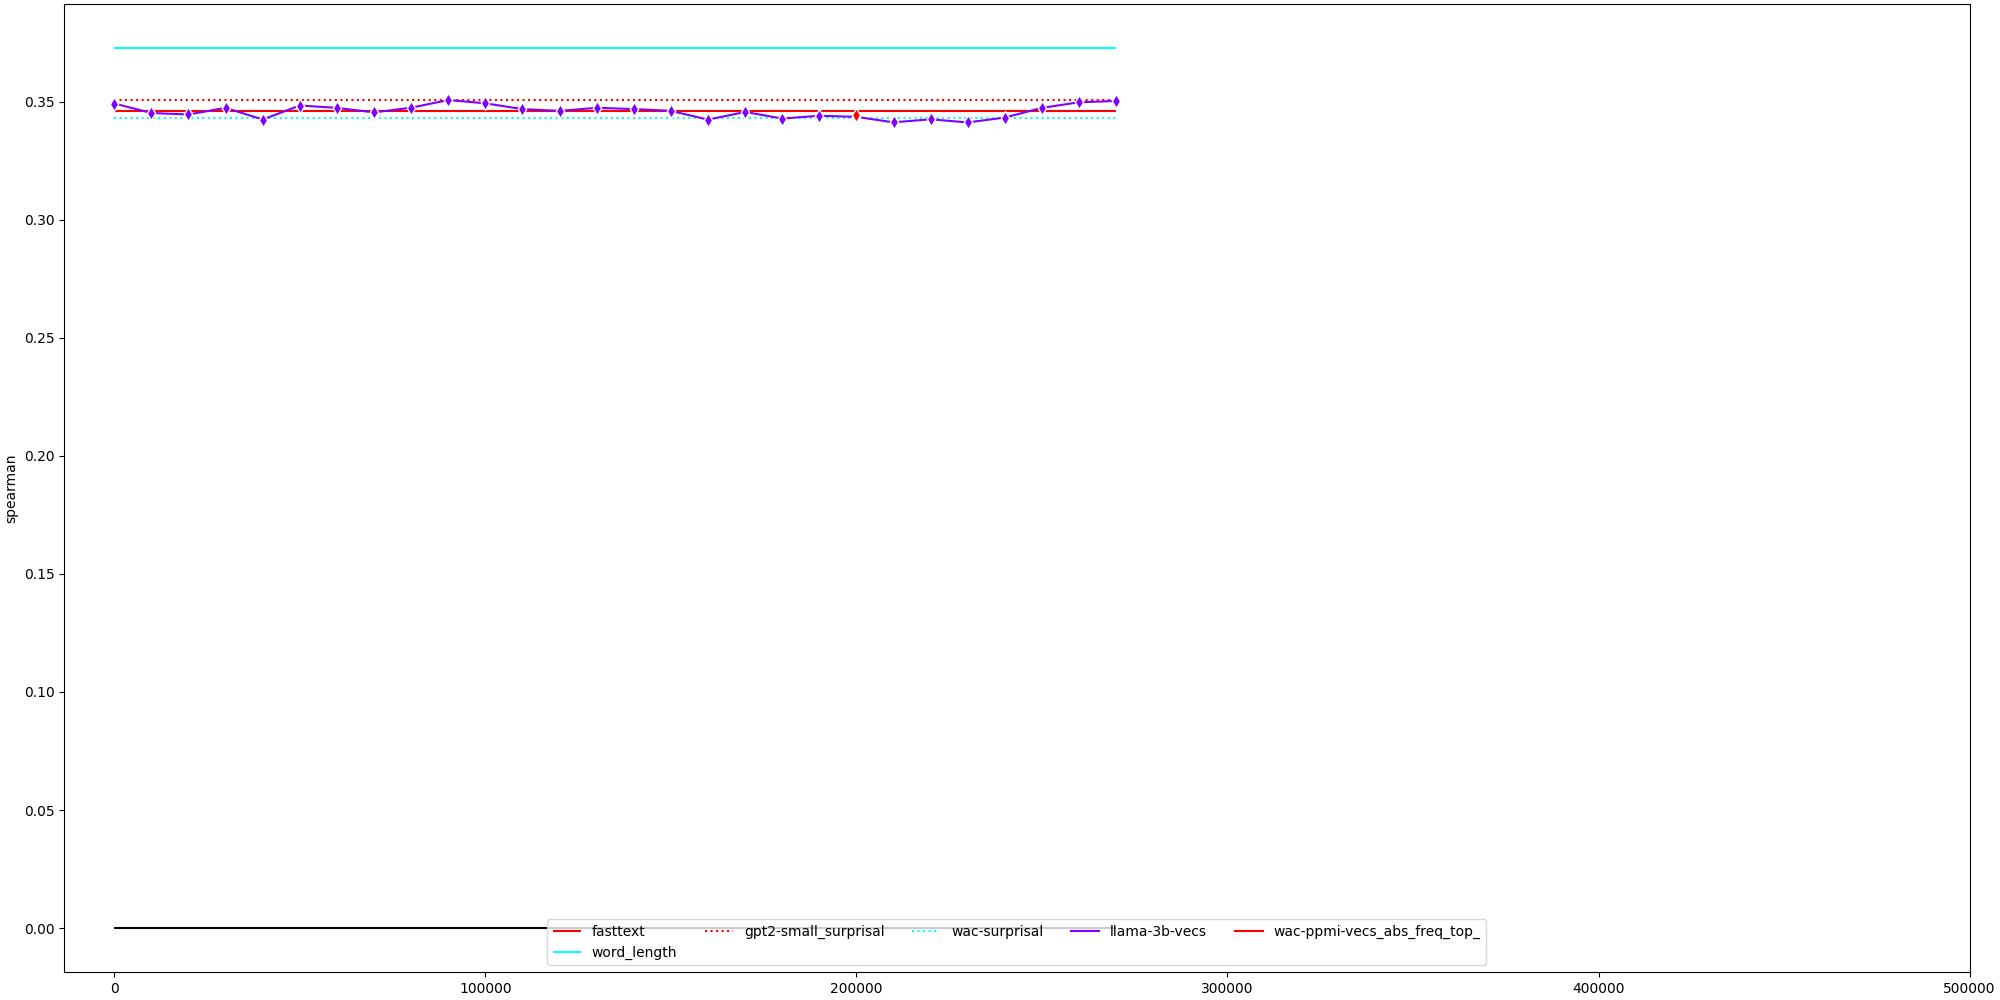 spearman
0.35
0.30
0.25
0.20
0.15
0.10
0.05
0.00
fasttext
word_length
gpt2-small_surprisal
wac-surprisal
llama-3b-vecs
wac-ppmi-vecs_abs_freq_top_
0 100000 200000 300000 400000 500000